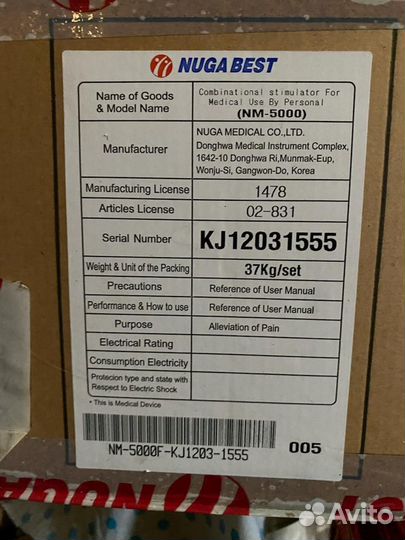 NUGA BEST
Name of Goods
& Model Name
Combinational stimulator For
Medical Use By Personal
(NM-5000)
Manufacturer
NUGA MEDICAL CO.,LTD.
Donghwa Medical Instrument Complex,
1642-10 Donghwa Ri,Munmak-Eup,
Wonju-Si, Gangwon-Do, Korea
Manufacturing License
1478
Articles License
02-831
Serial Number
KJ12031555
Weight & Unit of the Packing
37Kg/set
Precautions
Reference of User Manual
Performance & How to use
Reference of User Manual
Purpose
Alleviation of Pain
Electrical Rating
Consumption Electricity
Protecion type and state with
Respect to Electric Shock
* This is Medical Device
NM-5000F-KJ1203-1555
005
NUGA
Avito